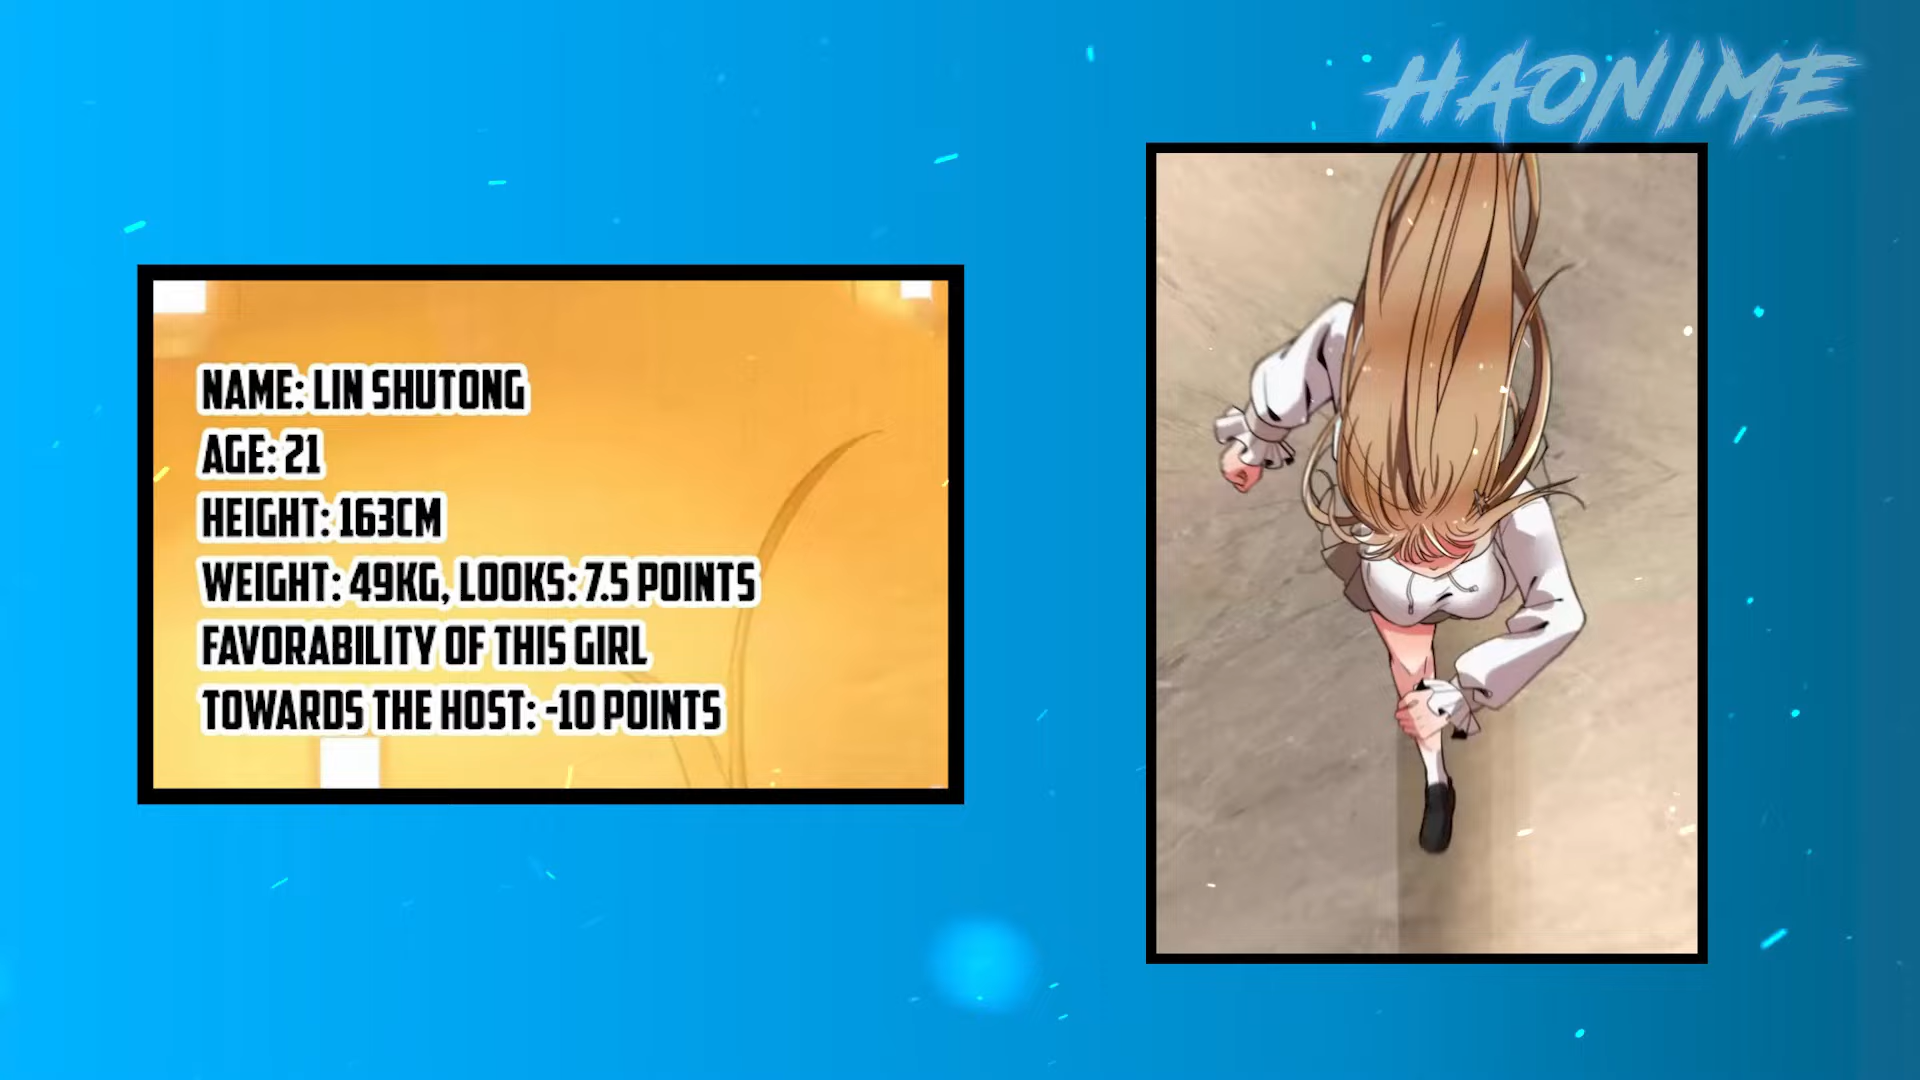 HAONIME
NAME: LIN SHUTONG
AGE: 21
HEIGHT: 163CM
WEIGHT: 49KG, LOOKS: 7.5 POINTS
FAVORABILITY OF THIS GIRL
TOWARDS THE HOST: -10 POINTS